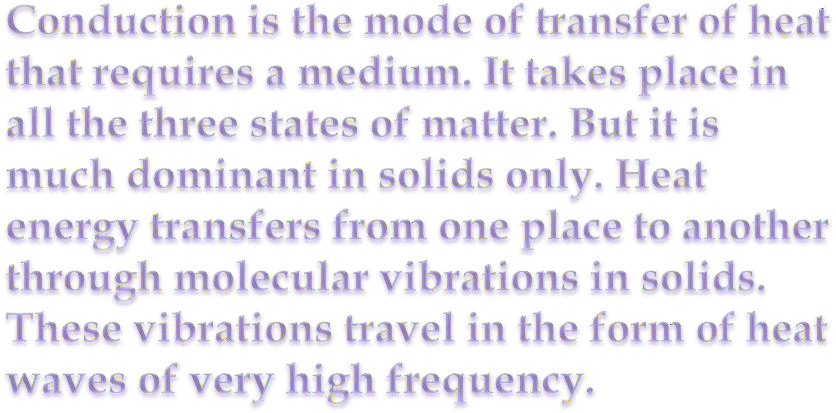 Conduction is the mode of transfer of heat
that requires a medium. It takes place in
all the three states of matter. But it is
much dominant in solids only. Heat
energy transfers from one place to another
through molecular vibrations in solids.
These vibrations travel in the form of heat
waves of very high frequency.